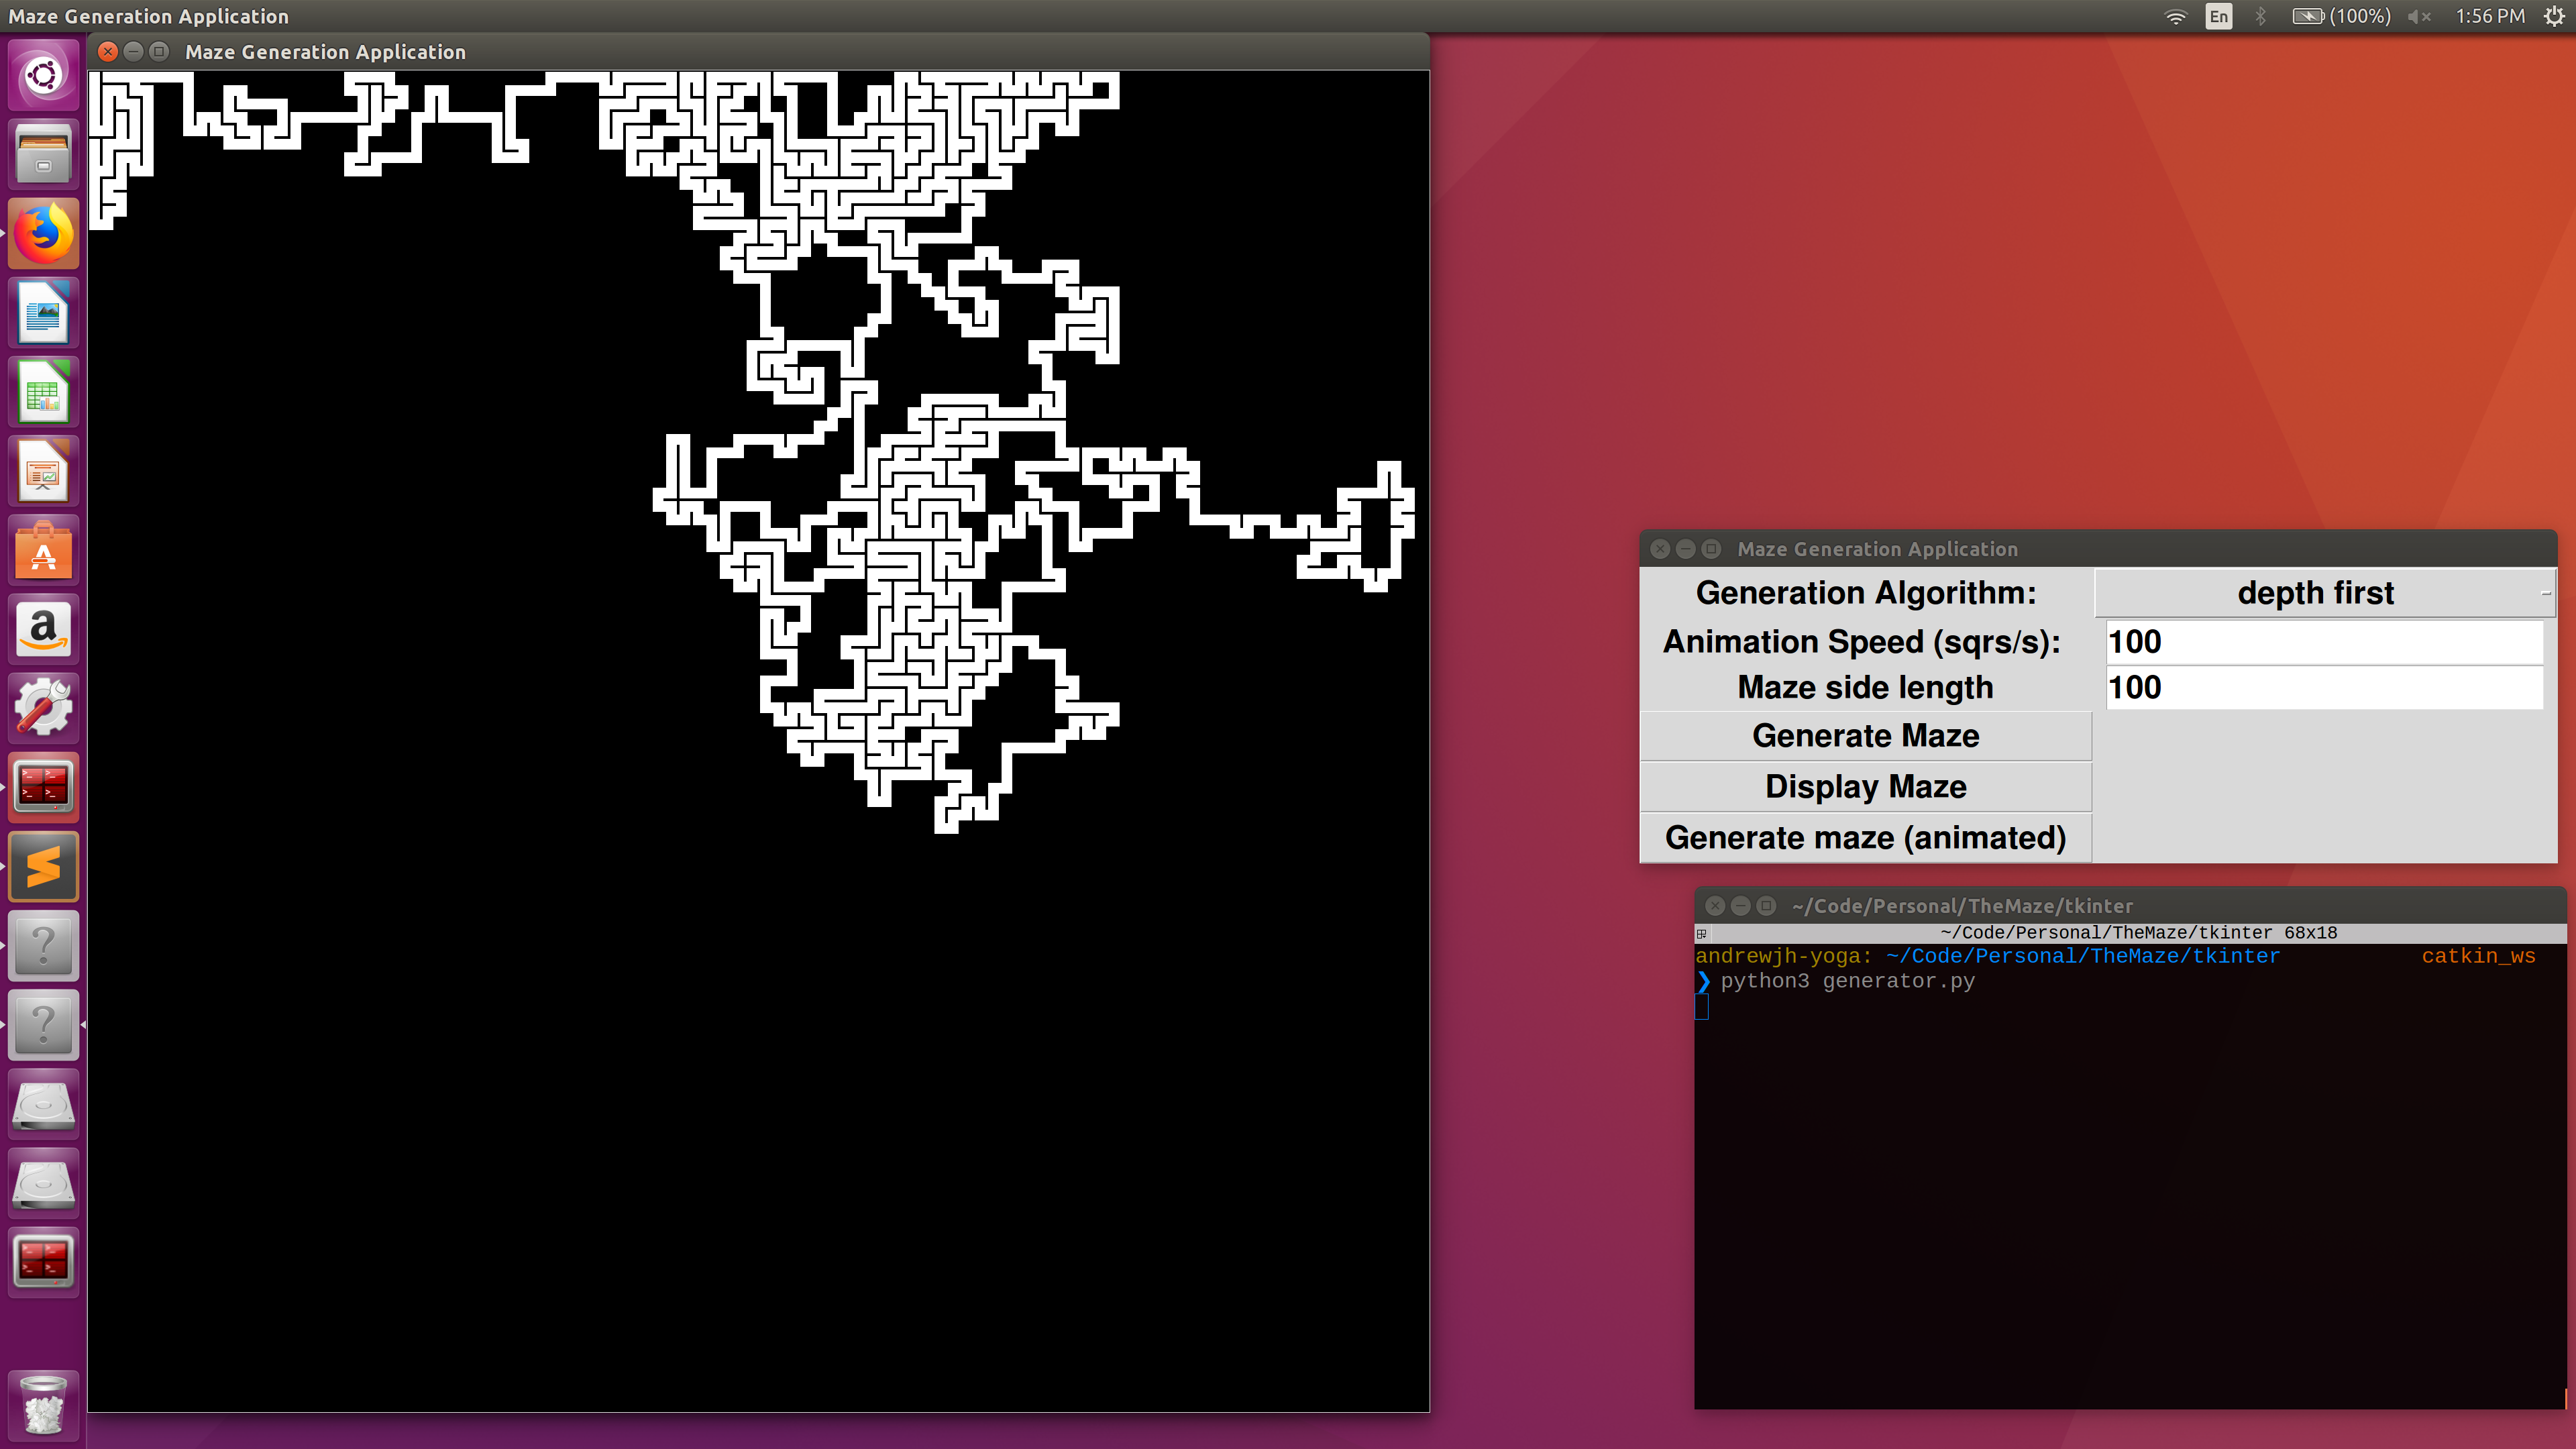 Maze Generation Application
En
(100%)
1:56 PM
Maze Generation Application
Maze Generation Application
Generation Algorithm:
depth first
Animation Speed (sqrs/s):
100
Maze side length
100
Generate Maze
Display Maze
Generate maze (animated)
~/Code/Personal/TheMaze/tkinter
~/Code/Personal/TheMaze/tkinter 68x18
andrewjh-yoga: ~/Code/Personal/TheMaze/tkinter catkin_ws
❯ python3 generator.py